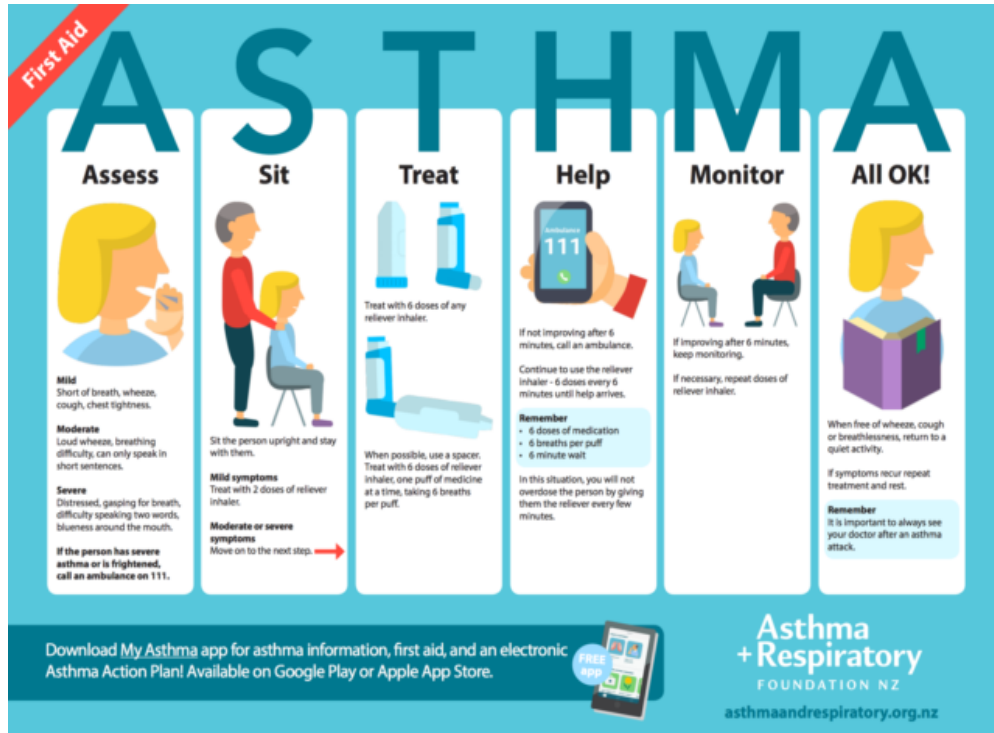 First Aid
A S T H M A
Assess
Mild
Short of breath, wheeze,
cough, chest tightness.
Moderate
Loud wheeze, breathing
difficulty, can only speak in
short sentences.
Severe
Distressed, gasping for breath,
difficulty speaking two words,
blueness around the mouth.
If the person has severe
asthma or is frightened,
call an ambulance on 111.
Sit
Sit the person upright and stay
with them.
Mild symptoms
Treat with 2 doses of reliever
inhaler.
Moderate or severe
symptoms
Move on to the next step.
Treat
Treat with 6 doses of any
reliever inhaler.
When possible, use a spacer.
Treat with 6 doses of reliever
inhaler, one puff of medicine
at a time, taking 6 breaths
per puff.
Help
Ambulance
111
If not improving after 6
minutes, call an ambulance.
Continue to use the reliever
inhaler - 6 doses every 6
minutes until help arrives.
Remember
• 6 doses of medication
• 6 breaths per puff
• 6 minute wait
In this situation, you will not
overdose the person by giving
them the reliever every few
minutes.
Monitor
If improving after 6 minutes,
keep monitoring.
If necessary, repeat doses of
reliever inhaler.
All OK!
When free of wheeze, cough
or breathlessness, return to a
quiet activity.
If symptoms recur repeat
treatment and rest.
Remember
It is important to always see
your doctor after an asthma
attack.
Download My Asthma app for asthma information, first aid, and an electronic
Asthma Action Plan! Available on Google Play or Apple App Store.
FREE
app
Asthma
+Respiratory
FOUNDATION NZ
asthmaandrespiratory.org.nz